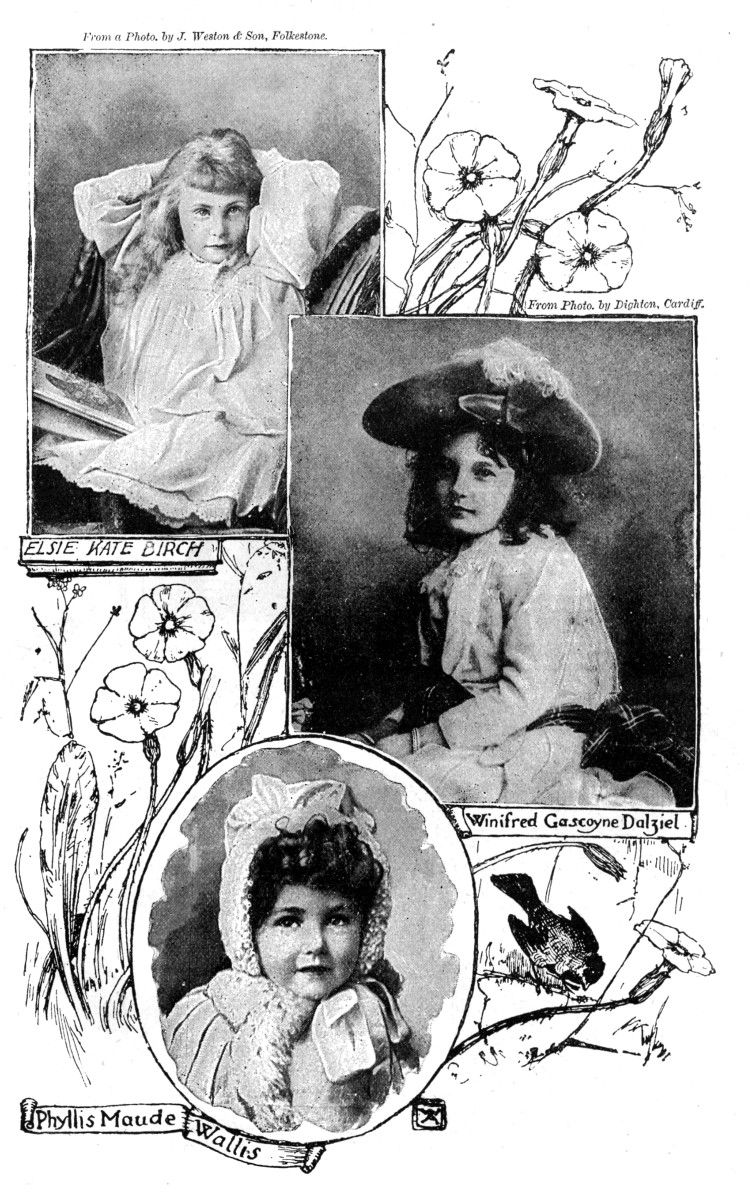 From a Photo. by J. Weston & Son, Folkestone.
From Photo. by Dighton, Cardiff.
ELSIE KATE BIRCH
Winifred Gascoyne Dalziel
Phyllis Maude
Wallis